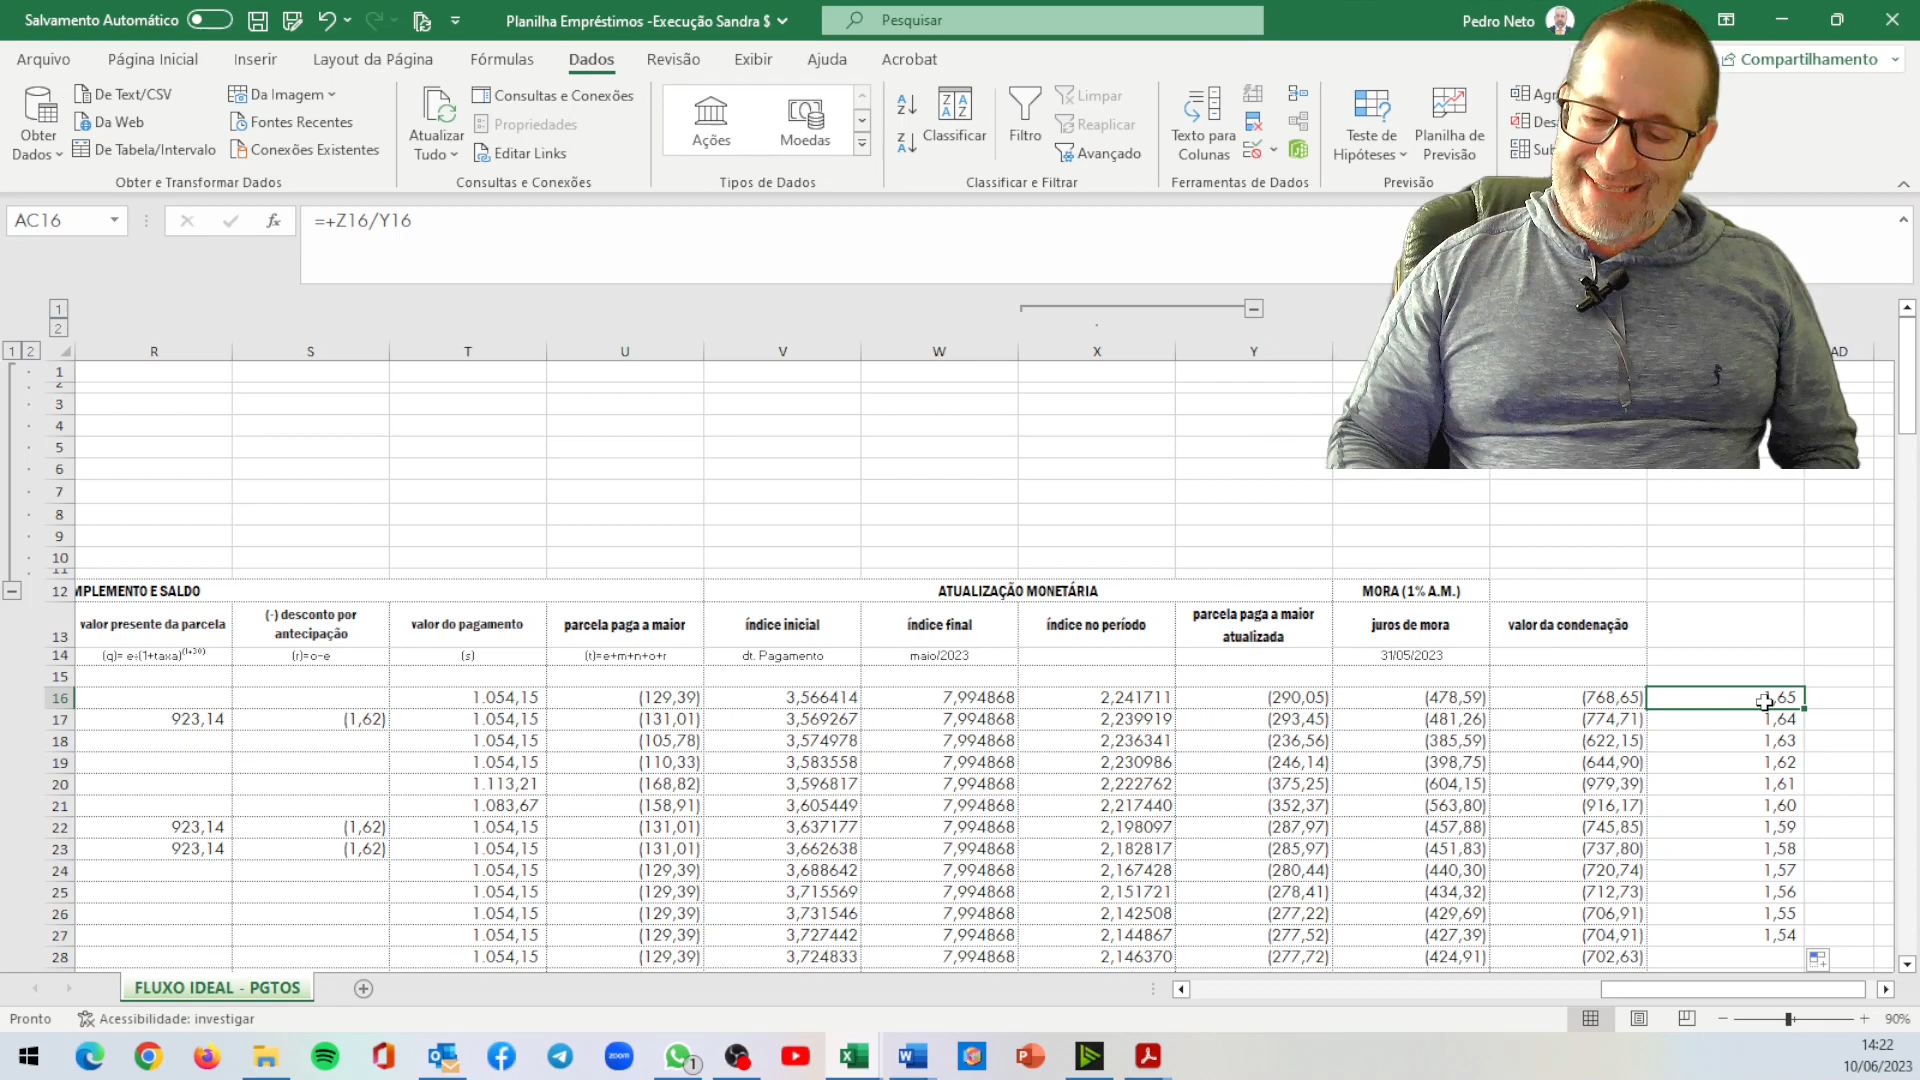 Salvamento Automático Planilha Empréstimos -Execução Sandra $ Pesquisar Pedro Neto
Arquivo Página Inicial Inserir Layout da Página Fórmulas Dados Revisão Exibir Ajuda Acrobat Compartilhamento
Obter Dados
De Text/CSV
Da Web
De Tabela/Intervalo
Da Imagem
Fontes Recentes
Conexões Existentes
Obter e Transformar Dados
Atualizar Tudo
Consultas e Conexões
Propriedades
Editar Links
Consultas e Conexões
Ações Moedas
Tipos de Dados
Classificar
Filtro
Limpar
Reaplicar
Avançado
Classificar e Filtrar
Texto para Colunas
Ferramentas de Dados
Teste de Hipóteses
Planilha de Previsão
Previsão
AC16 fx =+Z16/Y16
1
2
1 2 R S T U V W X Y AD
1
2
3
4
5
6
7
8
9
10
11
12 MPLEMENTO E SALDO ATUALIZAÇÃO MONETÁRIA MORA (1% A.M.)
13 valor presente da parcela (-) desconto por antecipação valor do pagamento parcela paga a maior índice inicial índice final índice no período parcela paga a maior atualizada juros de mora valor da condenação
14 (q)= e÷(1+taxa)^(1÷30) (r)=o-e (s) (t)=e+m+n+o+r dt. Pagamento maio/2023 31/05/2023
15
16 1.054,15 (129,39) 3,566414 7,994868 2,241711 (290,05) (478,59) (768,65) 1,65
17 923,14 (1,62) 1.054,15 (131,01) 3,569267 7,994868 2,239919 (293,45) (481,26) (774,71) 1,64
18 1.054,15 (105,78) 3,574978 7,994868 2,236341 (236,56) (385,59) (622,15) 1,63
19 1.054,15 (110,33) 3,583558 7,994868 2,230986 (246,14) (398,75) (644,90) 1,62
20 1.113,21 (168,82) 3,596817 7,994868 2,222762 (375,25) (604,15) (979,39) 1,61
21 1.083,67 (158,91) 3,605449 7,994868 2,217440 (352,37) (563,80) (916,17) 1,60
22 923,14 (1,62) 1.054,15 (131,01) 3,637177 7,994868 2,198097 (287,97) (457,88) (745,85) 1,59
23 923,14 (1,62) 1.054,15 (131,01) 3,662638 7,994868 2,182817 (285,97) (451,83) (737,80) 1,58
24 1.054,15 (129,39) 3,688642 7,994868 2,167428 (280,44) (440,30) (720,74) 1,57
25 1.054,15 (129,39) 3,715569 7,994868 2,151721 (278,41) (434,32) (712,73) 1,56
26 1.054,15 (129,39) 3,731546 7,994868 2,142508 (277,22) (429,69) (706,91) 1,55
27 1.054,15 (129,39) 3,727442 7,994868 2,144867 (277,52) (427,39) (704,91) 1,54
28 1.054,15 (129,39) 3,724833 7,994868 2,146370 (277,72) (424,91) (702,63)
FLUXO IDEAL - PGTOS
Pronto Acessibilidade: investigar 90%
zoom 1 14:22
10/06/2023